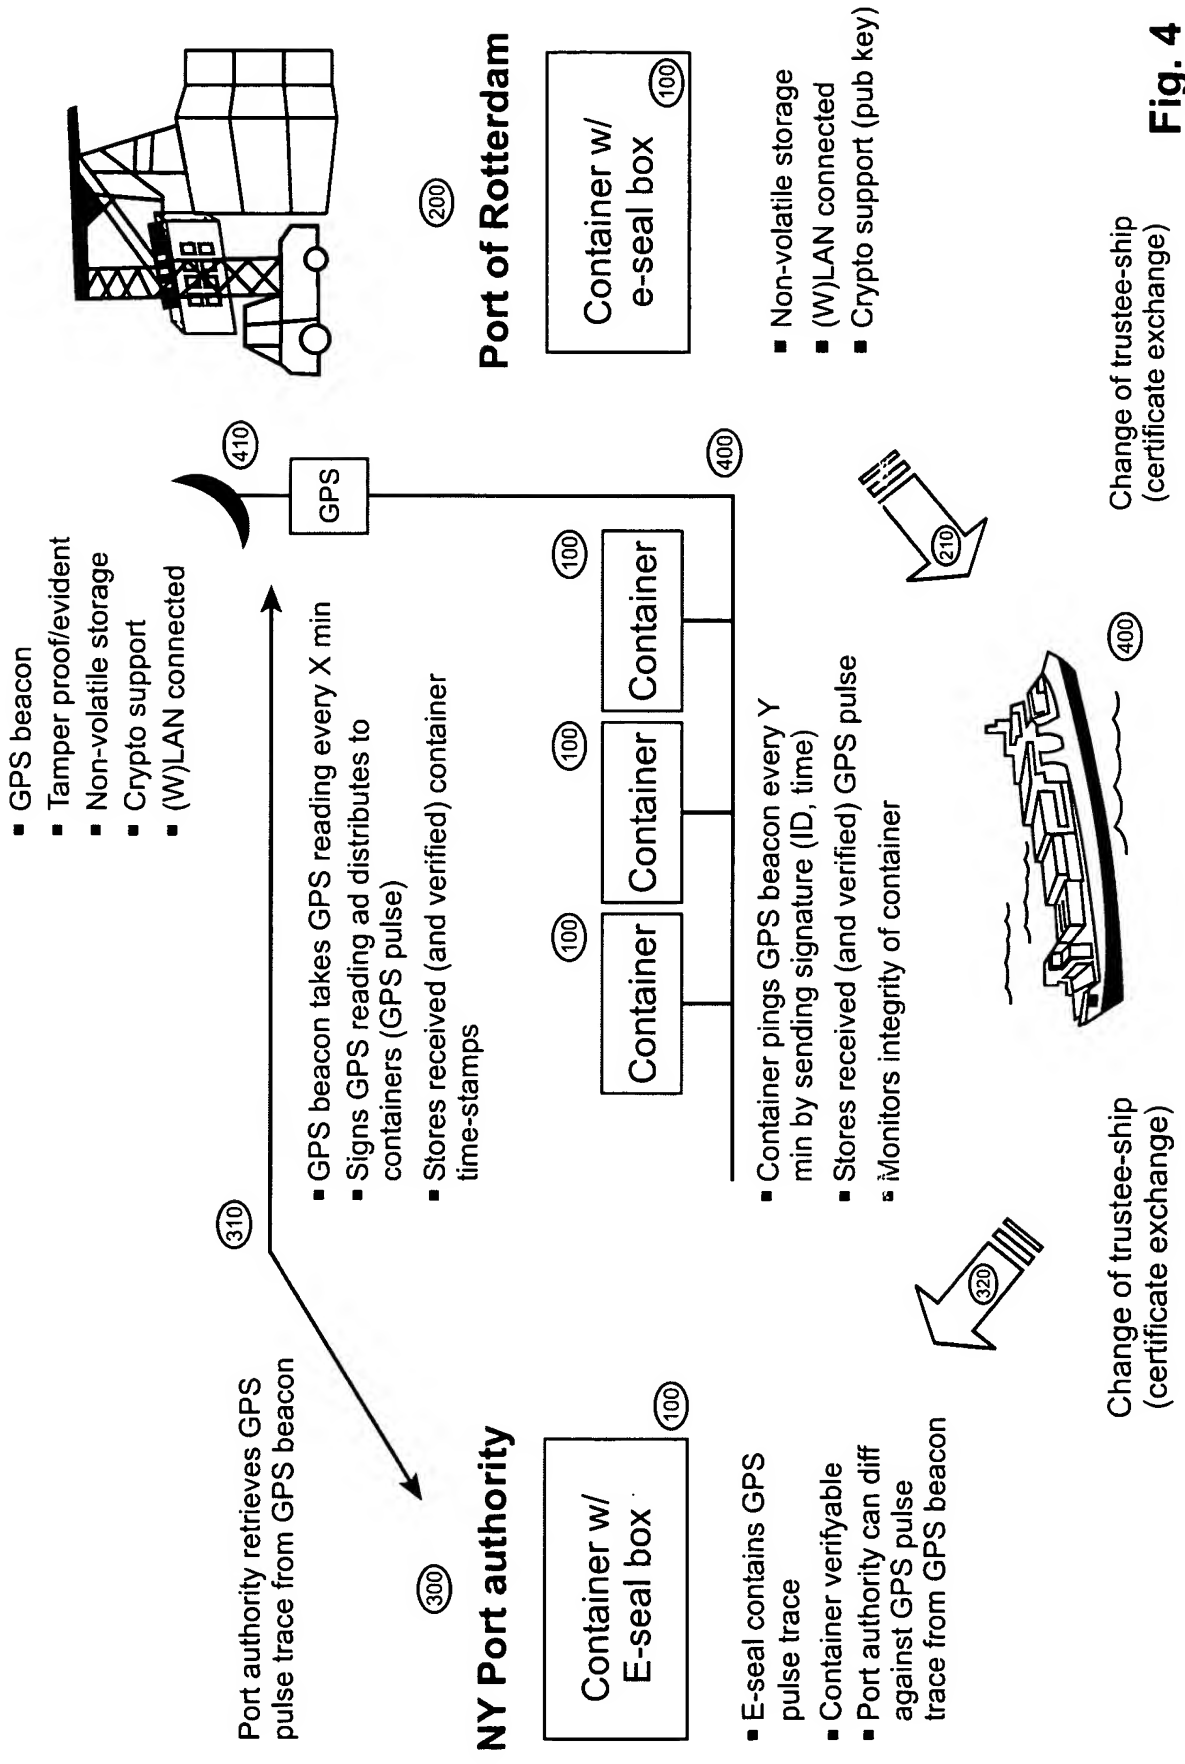 Port authority retrieves GPS
pulse trace from GPS beacon
310
300
NY Port authority
Container w/
E-seal box
100
■ E-seal contains GPS
pulse trace
■ Container verifyable
■ Port authority can diff
against GPS pulse
trace from GPS beacon
■ GPS beacon
■ Tamper proof/evident
■ Non-volatile storage
■ Crypto support
■ (W)LAN connected
410
GPS
■ GPS beacon takes GPS reading every X min
■ Signs GPS reading ad distributes to
containers (GPS pulse)
■ Stores received (and verified) container
time-stamps
100
100
100
Container
Container
Container
400
■ Container pings GPS beacon every Y
min by sending signature (ID, time)
■ Stores received (and verified) GPS pulse
■ Monitors integrity of container
200
Port of Rotterdam
Container w/
e-seal box
100
■ Non-volatile storage
■ (W)LAN connected
■ Crypto support (pub key)
320
210
400
Change of trustee-ship
(certificate exchange)
Change of trustee-ship
(certificate exchange)
Fig. 4